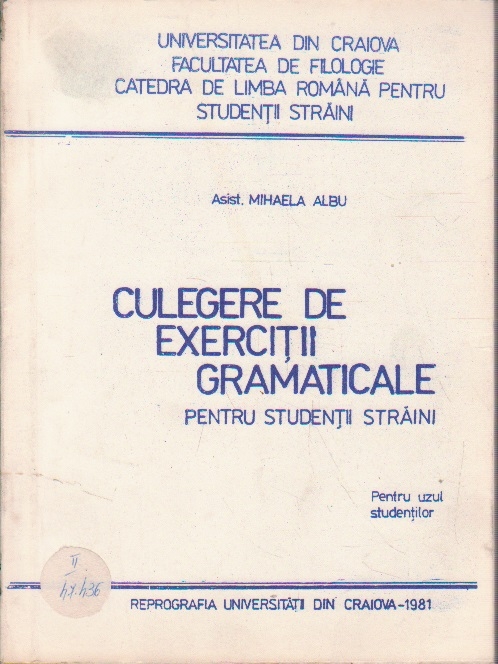 UNIVERSITATEA DIN CRAIOVA
FACULTATEA DE FILOLOGIE
CATEDRA DE LIMBA ROMÂNĂ PENTRU
STUDENȚII STRĂINI
Asist. MIHAELA ALBU
CULEGERE DE
EXERCIȚII
GRAMATICALE
PENTRU STUDENȚII STRĂINI
Pentru uzul
studenților
II
REPROGRAFIA UNIVERSITĂȚII DIN CRAIOVA-1981